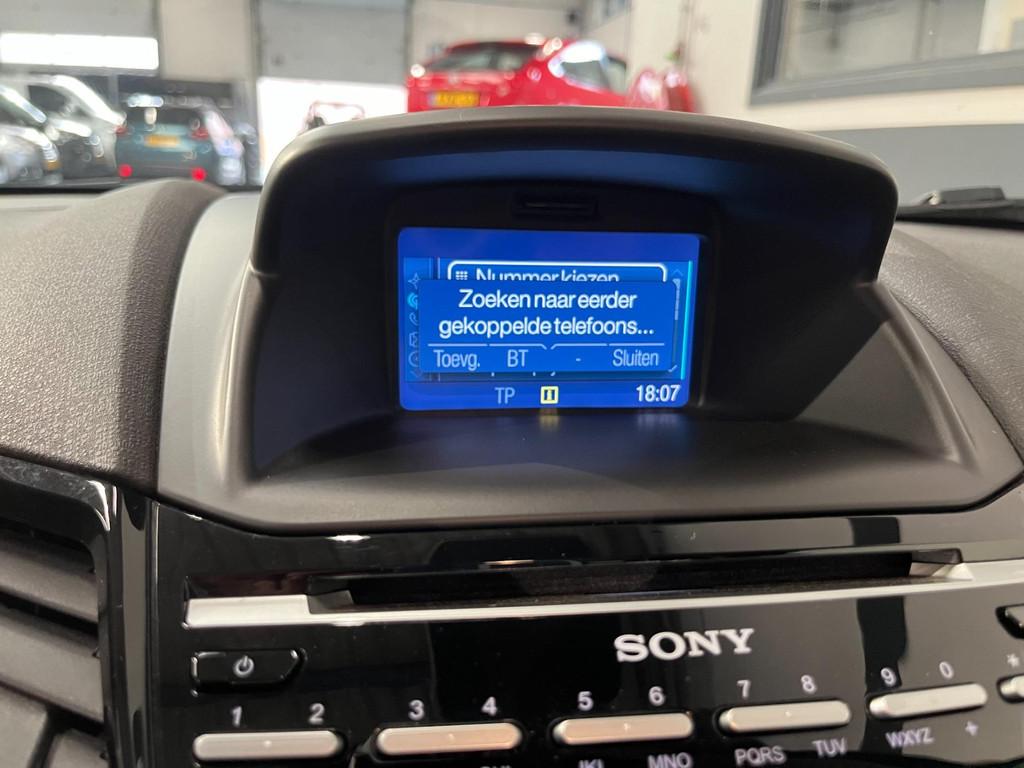 Nummer kiezen
Zoeken naar eerder
gekoppelde telefoons...
Toevg. BT - Sluiten
TP i 18:07
SONY
1 2 3 4 5 6 7 8 9 0 *
JKL MNO PQRS TUV WXYZ +